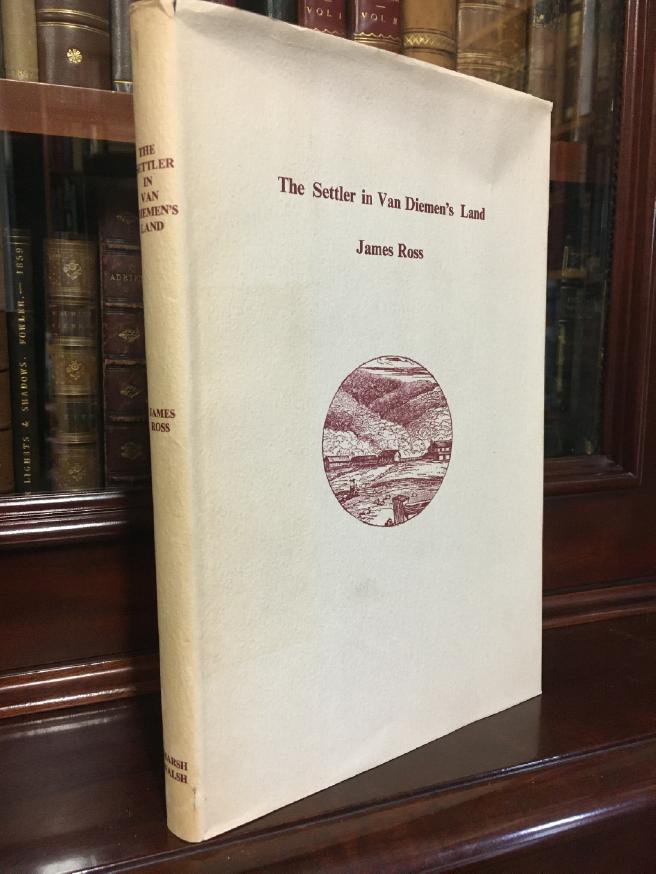 The Settler in Van Diemen's Land
James Ross
THE
SETTLER
IN
VAN
DIEMEN'S
LAND
JAMES
ROSS
MARSH
WALSH
VOL I
VOL II
LIGHTS & SHADOWS. FOWLER. — 1859